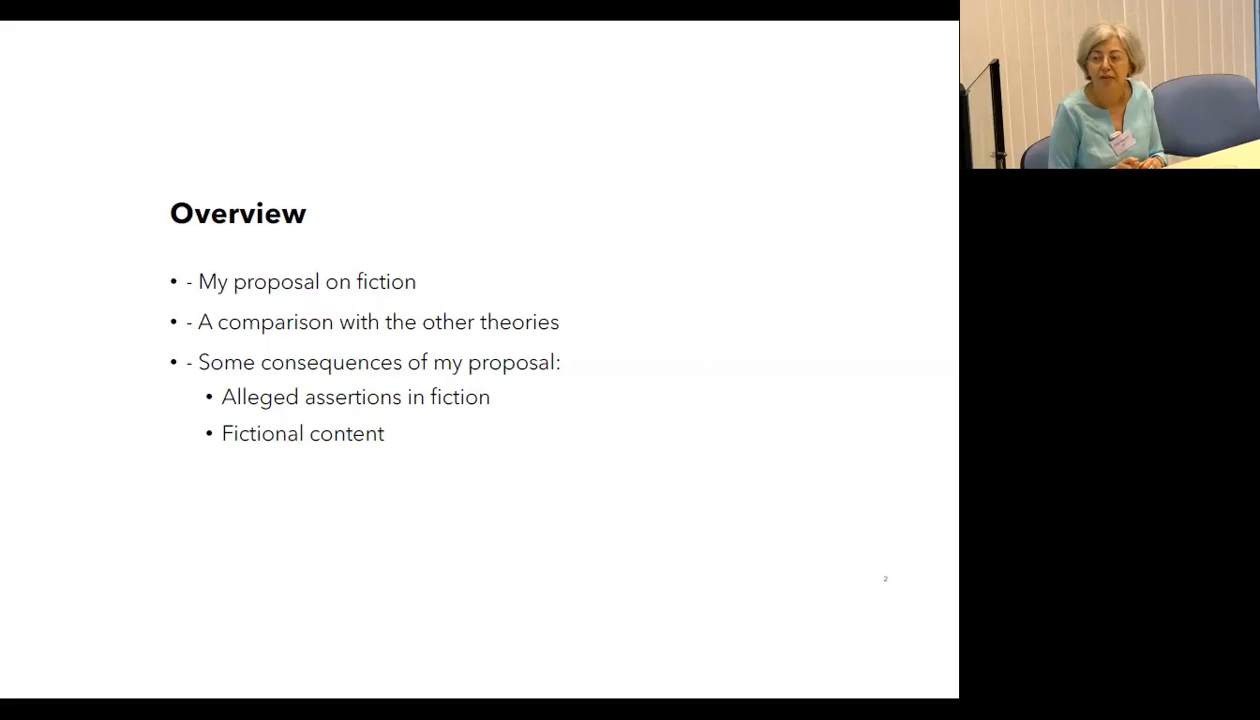 Overview
• - My proposal on fiction
• - A comparison with the other theories
• - Some consequences of my proposal:
• Alleged assertions in fiction
• Fictional content
2